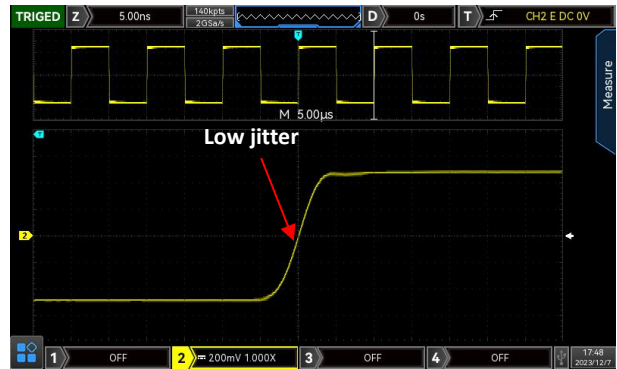 TRIGED Z 5.00ns 140kpts 2GSa/s D 0s T CH2 E DC 0V
Measure
M 5.00μs
T
T
Low jitter
2
1 OFF 2 200mV 1.000X 3 OFF 4 OFF 17:48
2023/12/7